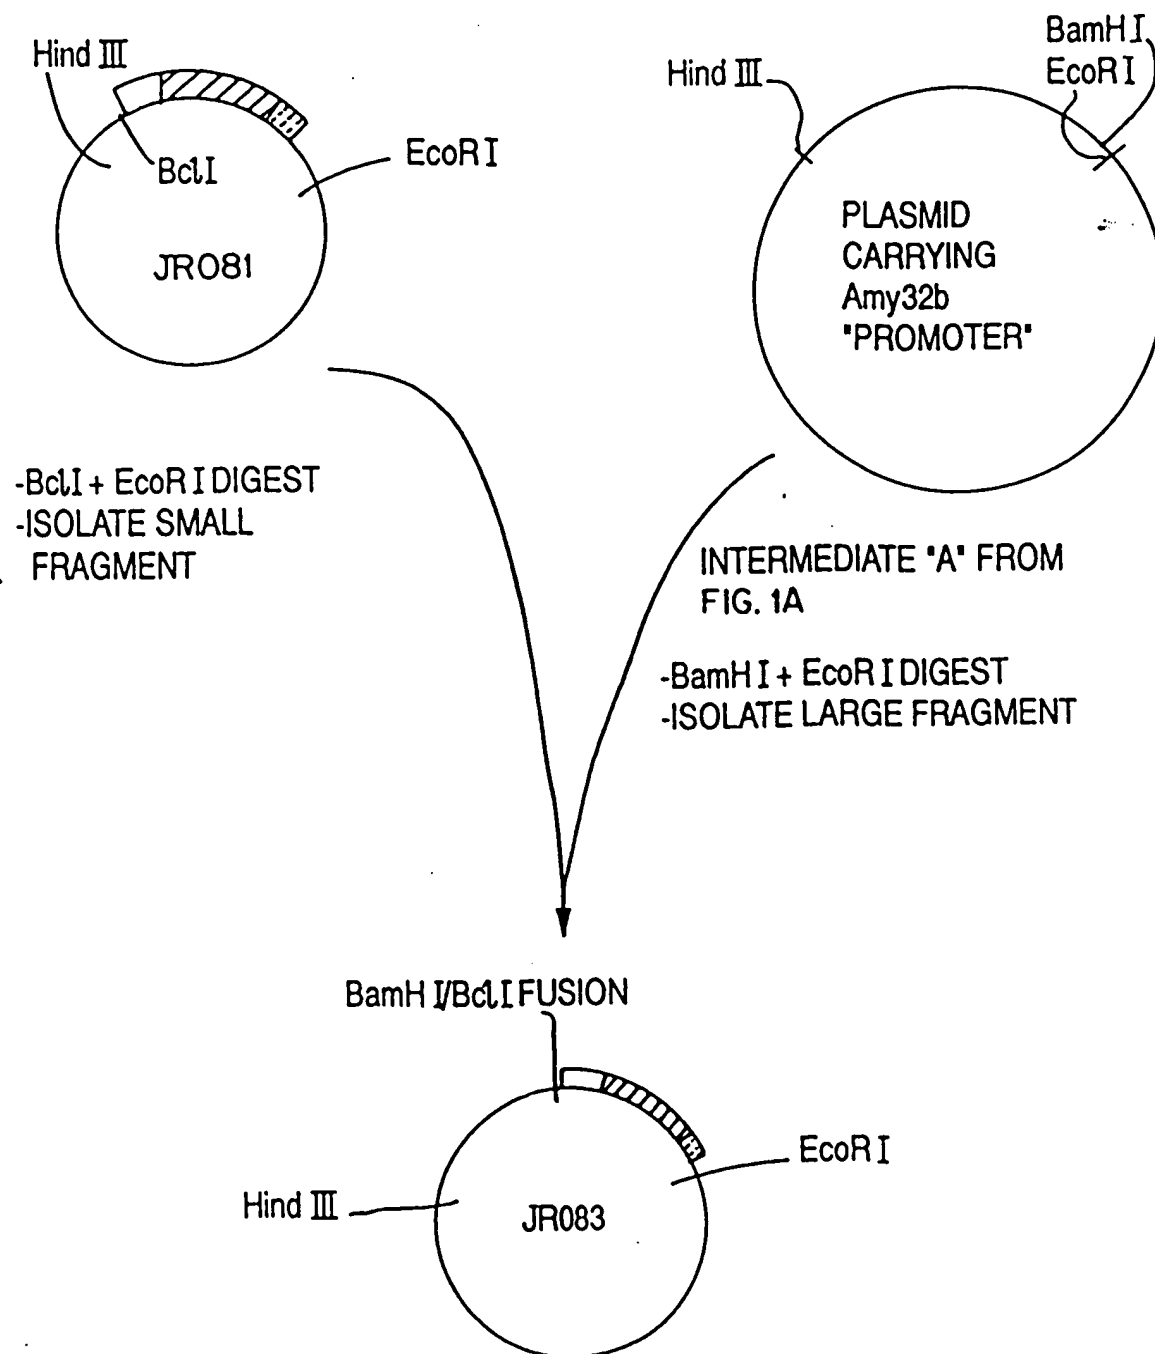 Hind III
BclI
EcoR I
JR081
-BclI + EcoR I DIGEST
-ISOLATE SMALL
FRAGMENT
BamH I
EcoR I
Hind III
PLASMID
CARRYING
Amy32b
"PROMOTER"
INTERMEDIATE "A" FROM
FIG. 1A
-BamH I + EcoR I DIGEST
-ISOLATE LARGE FRAGMENT
BamH I/BclI FUSION
EcoR I
Hind III
JR083